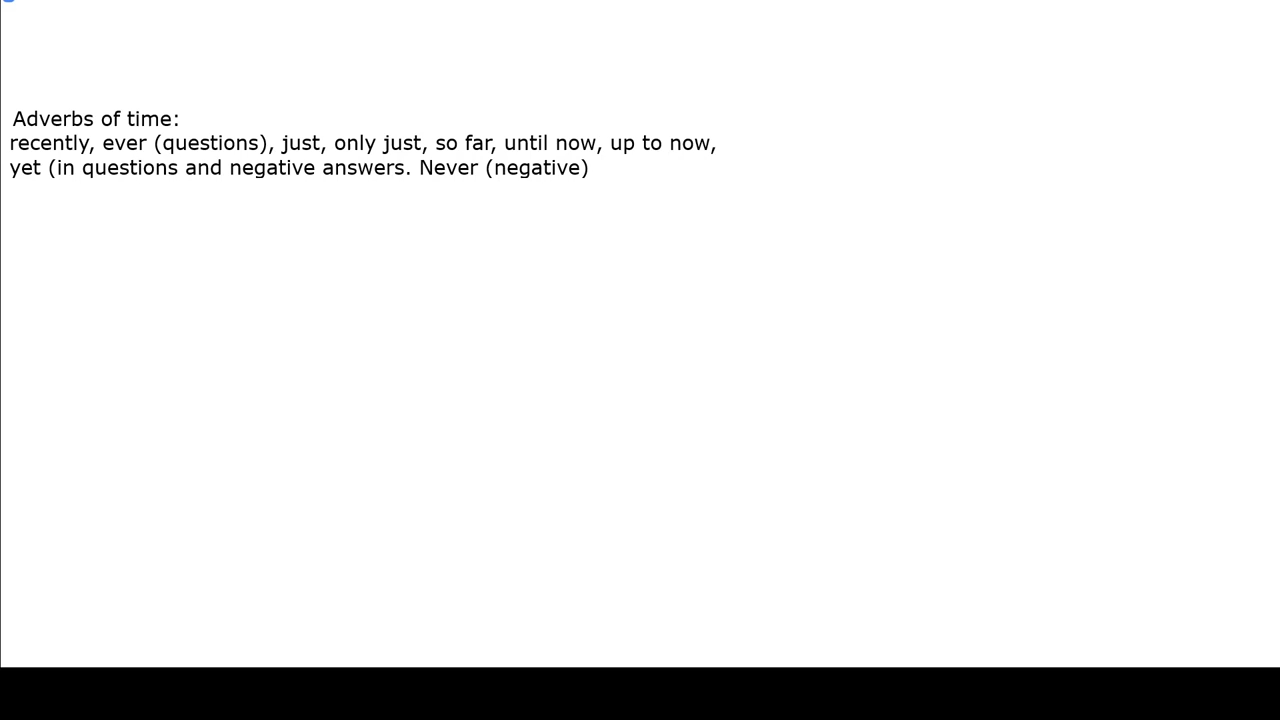 Adverbs of time:
recently, ever (questions), just, only just, so far, until now, up to now,
yet (in questions and negative answers. Never (negative)